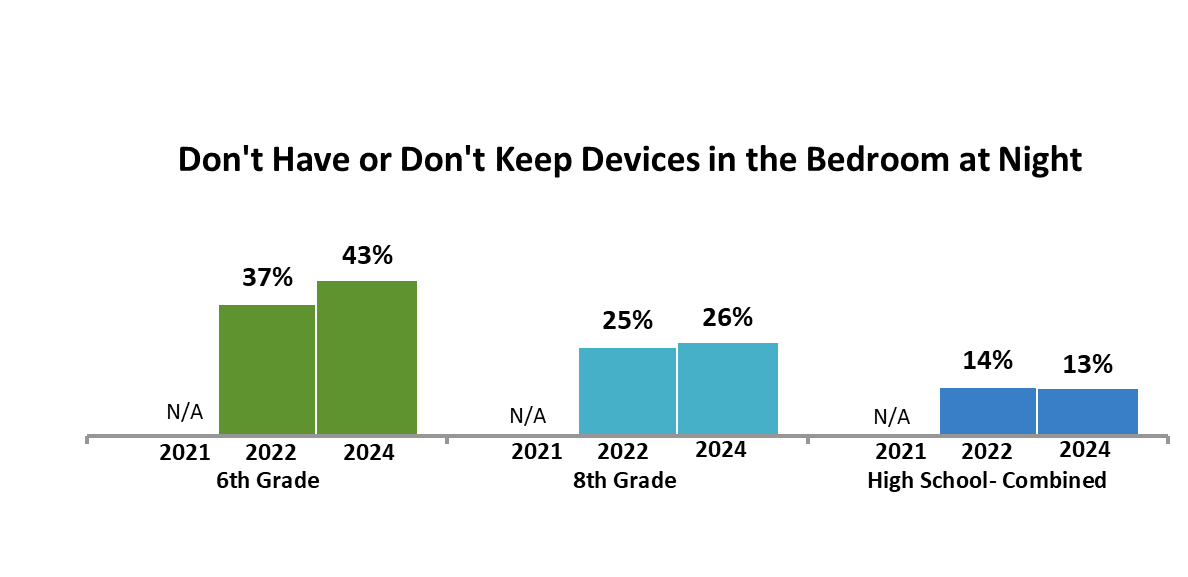 Don't Have or Don't Keep Devices in the Bedroom at Night
37%
43%
25%
26%
14%
13%
N/A
N/A
N/A
2021 2022 2024 2021 2022 2024 2021 2022 2024
6th Grade 8th Grade High School- Combined